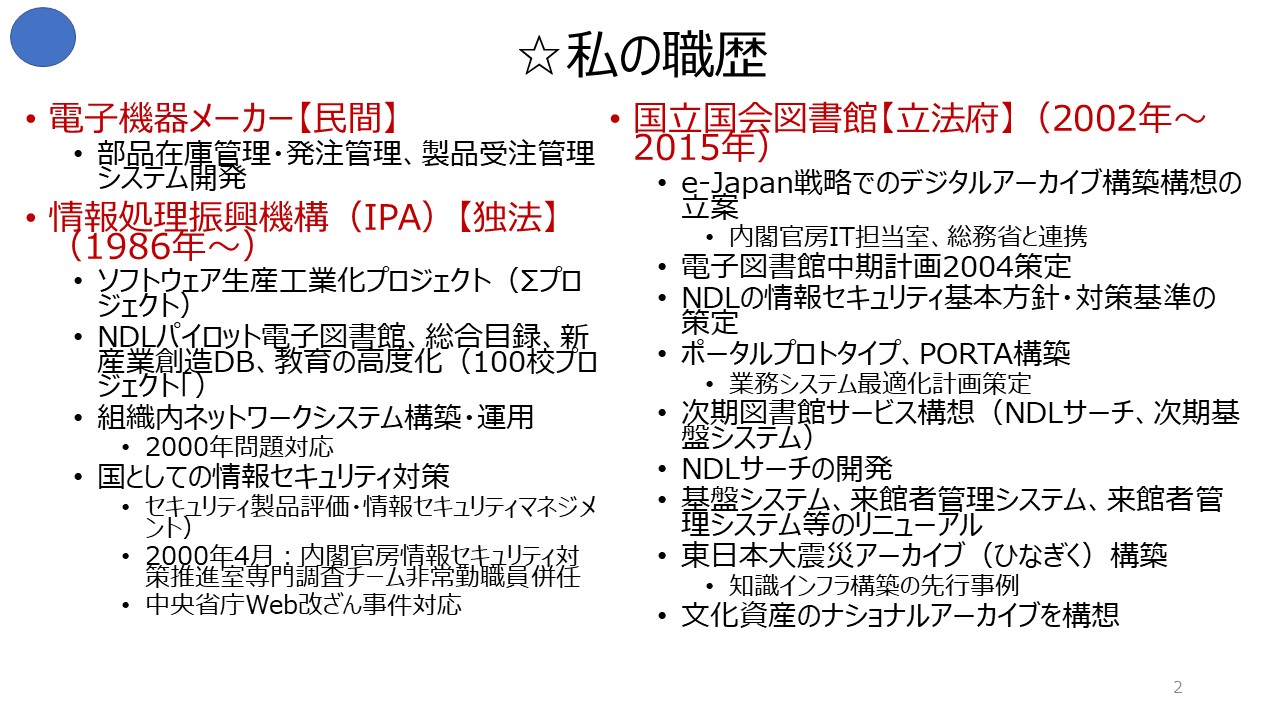 ☆私の職歴
• 電子機器メーカー【民間】
• 部品在庫管理・発注管理、製品受注管理
システム開発
• 情報処理振興機構（IPA）【独法】
（1986年～）
• ソフトウェア生産工業化プロジェクト（Σプロ
ジェクト）
• NDLパイロット電子図書館、総合目録、新
産業創造DB、教育の高度化（100校プロ
ジェクト「）
• 組織内ネットワークシステム構築・運用
• 2000年問題対応
• 国としての情報セキュリティ対策
• セキュリティ製品評価・情報セキュリティマネジメ
ント）
• 2000年4月：内閣官房情報セキュリティ対
策推進室専門調査チーム非常勤職員併任
• 中央省庁Web改ざん事件対応
• 国立国会図書館【立法府】（2002年～
2015年）
• e-Japan戦略でのデジタルアーカイブ構築構想の
立案
• 内閣官房IT担当室、総務省と連携
• 電子図書館中期計画2004策定
• NDLの情報セキュリティ基本方針・対策基準の
策定
• ポータルプロトタイプ、PORTA構築
• 業務システム最適化計画策定
• 次期図書館サービス構想（NDLサーチ、次期基
盤システム）
• NDLサーチの開発
• 基盤システム、来館者管理システム、来館者管
理システム等のリニューアル
• 東日本大震災アーカイブ（ひなぎく）構築
• 知識インフラ構築の先行事例
• 文化資産のナショナルアーカイブを構想
2